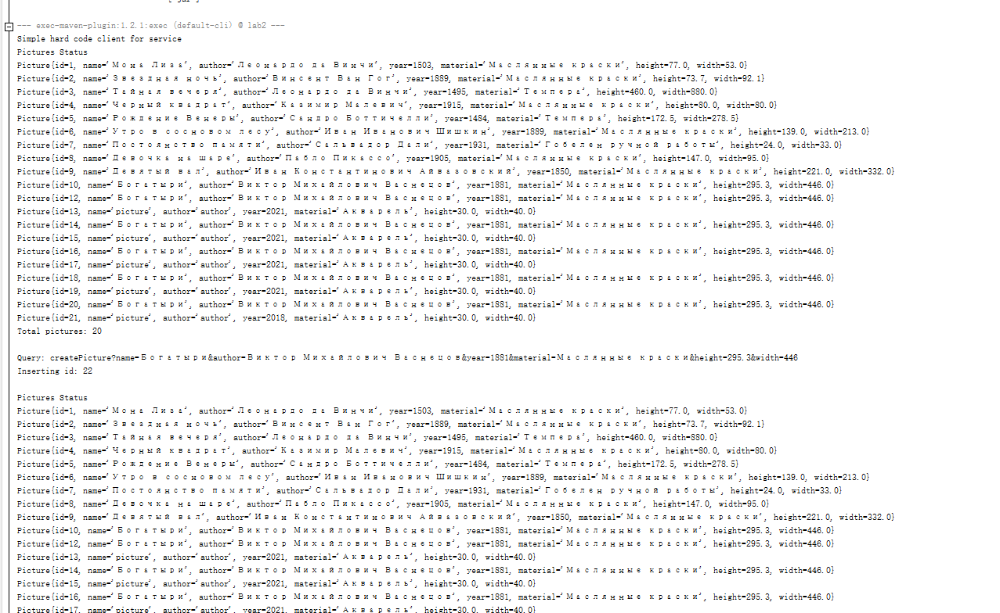 --- exec-maven-plugin:1.2.1:exec (default-cli) @ lab2 ---
Simple hard code client for service
Pictures Status
Picture{id=1, name='Мона Лиза', author='Леонардо да Винчи', year=1503, material='Маслянные краски', height=77.0, width=53.0}
Picture{id=2, name='Звездная ночь', author='Винсент Ван Гог', year=1889, material='Маслянные краски', height=73.7, width=92.1}
Picture{id=3, name='Тайная вечеря', author='Леонардо да Винчи', year=1495, material='Темпера', height=460.0, width=880.0}
Picture{id=4, name='Черный квадрат', author='Казимир Малевич', year=1915, material='Маслянные краски', height=80.0, width=80.0}
Picture{id=5, name='Рождение Венеры', author='Сандро Боттичелли', year=1484, material='Темпера', height=172.5, width=278.5}
Picture{id=6, name='Утро в сосновом лесу', author='Иван Иванович Шишкин', year=1889, material='Маслянные краски', height=139.0, width=213.0}
Picture{id=7, name='Постоянство памяти', author='Сальвадор Дали', year=1931, material='Гобелен ручной работы', height=24.0, width=33.0}
Picture{id=8, name='Девочка на шаре', author='Пабло Пикассо', year=1905, material='Маслянные краски', height=147.0, width=95.0}
Picture{id=9, name='Девятый вал', author='Иван Константинович Айвазовский', year=1850, material='Маслянные краски', height=221.0, width=332.0}
Picture{id=10, name='Богатыри', author='Виктор Михайлович Васнецов', year=1881, material='Маслянные краски', height=295.3, width=446.0}
Picture{id=12, name='Богатыри', author='Виктор Михайлович Васнецов', year=1881, material='Маслянные краски', height=295.3, width=446.0}
Picture{id=13, name='picture', author='author', year=2021, material='Акварель', height=30.0, width=40.0}
Picture{id=14, name='Богатыри', author='Виктор Михайлович Васнецов', year=1881, material='Маслянные краски', height=295.3, width=446.0}
Picture{id=15, name='picture', author='author', year=2021, material='Акварель', height=30.0, width=40.0}
Picture{id=16, name='Богатыри', author='Виктор Михайлович Васнецов', year=1881, material='Маслянные краски', height=295.3, width=446.0}
Picture{id=17, name='picture', author='author', year=2021, material='Акварель', height=30.0, width=40.0}
Picture{id=18, name='Богатыри', author='Виктор Михайлович Васнецов', year=1881, material='Маслянные краски', height=295.3, width=446.0}
Picture{id=19, name='picture', author='author', year=2021, material='Акварель', height=30.0, width=40.0}
Picture{id=20, name='Богатыри', author='Виктор Михайлович Васнецов', year=1881, material='Маслянные краски', height=295.3, width=446.0}
Picture{id=21, name='picture', author='author', year=2018, material='Акварель', height=30.0, width=40.0}
Total pictures: 20
Query: createPicture?name=Богатыри&author=Виктор Михайлович Васнецов&year=1881&material=Маслянные краски&height=295.3&width=446
Inserting id: 22
Pictures Status
Picture{id=1, name='Мона Лиза', author='Леонардо да Винчи', year=1503, material='Маслянные краски', height=77.0, width=53.0}
Picture{id=2, name='Звездная ночь', author='Винсент Ван Гог', year=1889, material='Маслянные краски', height=73.7, width=92.1}
Picture{id=3, name='Тайная вечеря', author='Леонардо да Винчи', year=1495, material='Темпера', height=460.0, width=880.0}
Picture{id=4, name='Черный квадрат', author='Казимир Малевич', year=1915, material='Маслянные краски', height=80.0, width=80.0}
Picture{id=5, name='Рождение Венеры', author='Сандро Боттичелли', year=1484, material='Темпера', height=172.5, width=278.5}
Picture{id=6, name='Утро в сосновом лесу', author='Иван Иванович Шишкин', year=1889, material='Маслянные краски', height=139.0, width=213.0}
Picture{id=7, name='Постоянство памяти', author='Сальвадор Дали', year=1931, material='Гобелен ручной работы', height=24.0, width=33.0}
Picture{id=8, name='Девочка на шаре', author='Пабло Пикассо', year=1905, material='Маслянные краски', height=147.0, width=95.0}
Picture{id=9, name='Девятый вал', author='Иван Константинович Айвазовский', year=1850, material='Маслянные краски', height=221.0, width=332.0}
Picture{id=10, name='Богатыри', author='Виктор Михайлович Васнецов', year=1881, material='Маслянные краски', height=295.3, width=446.0}
Picture{id=12, name='Богатыри', author='Виктор Михайлович Васнецов', year=1881, material='Маслянные краски', height=295.3, width=446.0}
Picture{id=13, name='picture', author='author', year=2021, material='Акварель', height=30.0, width=40.0}
Picture{id=14, name='Богатыри', author='Виктор Михайлович Васнецов', year=1881, material='Маслянные краски', height=295.3, width=446.0}
Picture{id=15, name='picture', author='author', year=2021, material='Акварель', height=30.0, width=40.0}
Picture{id=16, name='Богатыри', author='Виктор Михайлович Васнецов', year=1881, material='Маслянные краски', height=295.3, width=446.0}
Picture{id=17, name='picture', author='author', year=2021, material='Акварель', height=30.0, width=40.0}